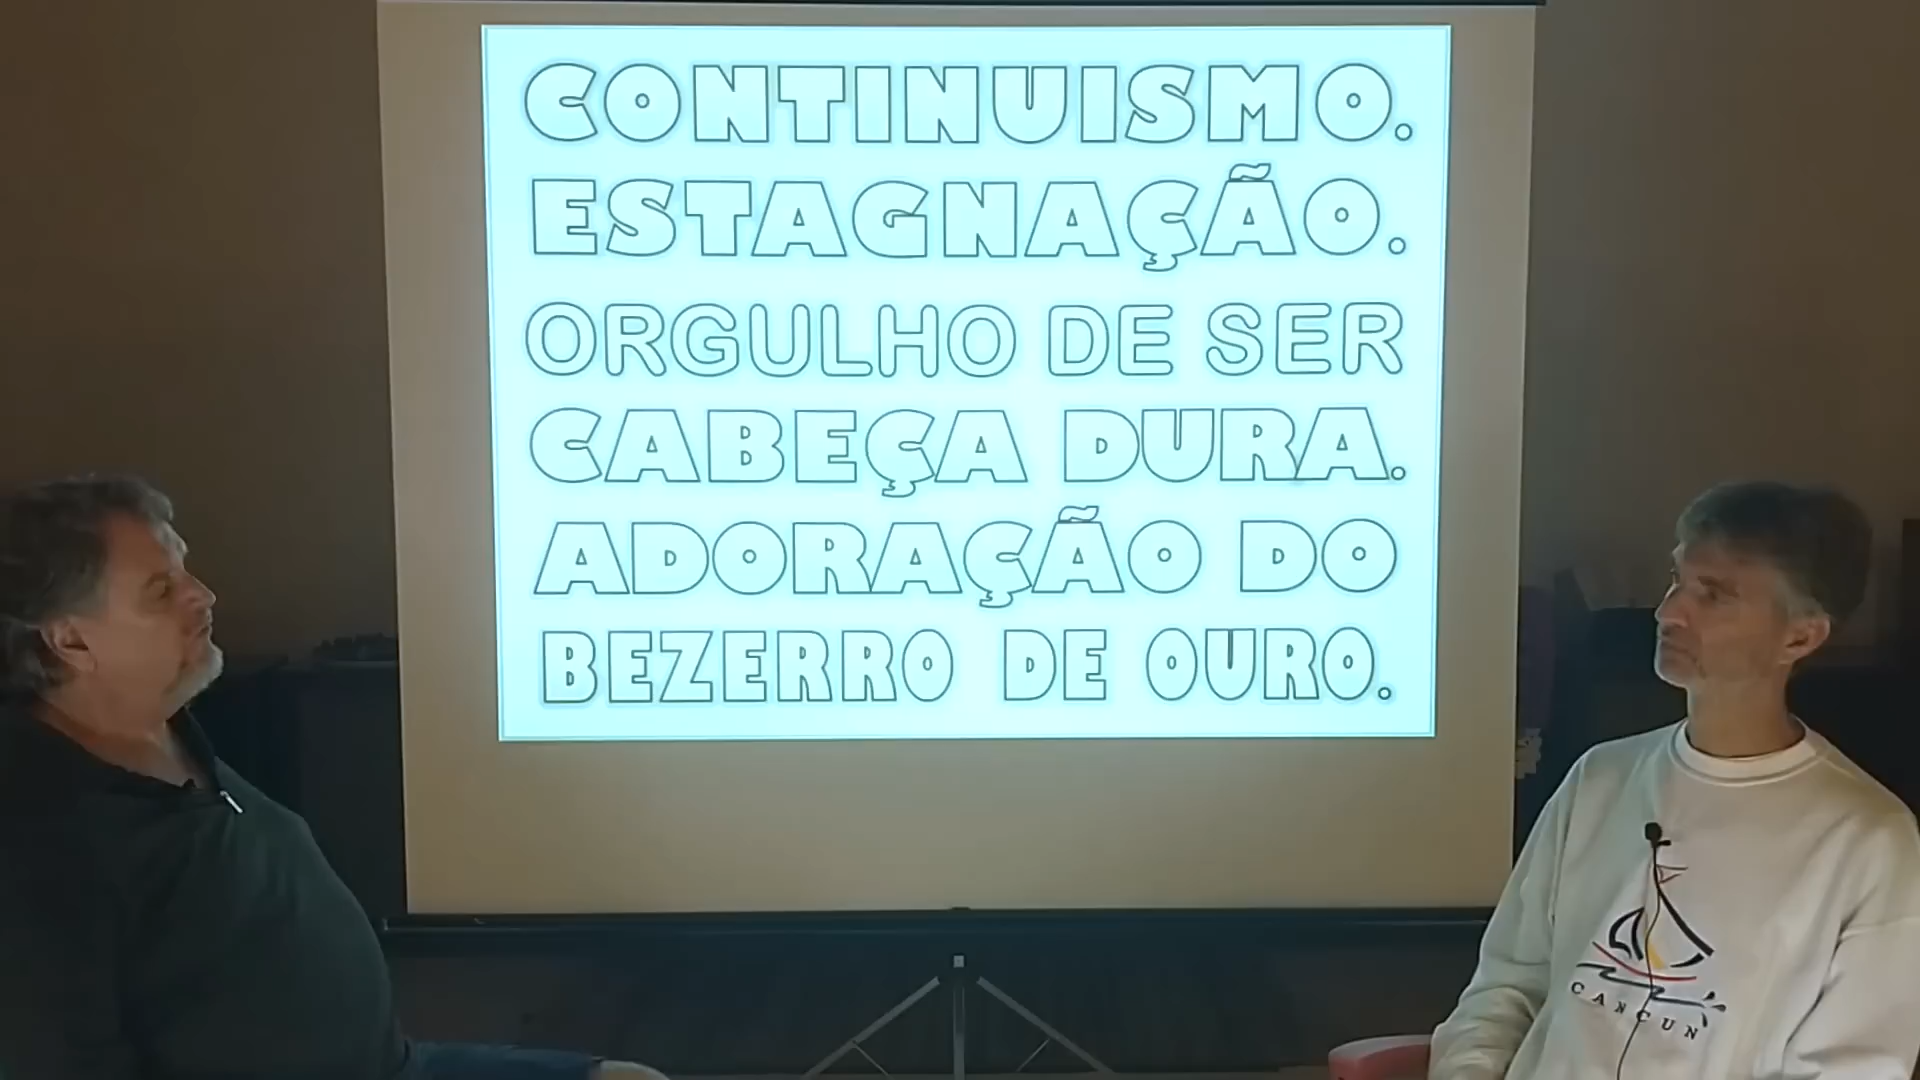 CONTINUISMO.
ESTAGNAÇÃO.
ORGULHO DE SER
CABEÇA DURA.
ADORAÇÃO DO
BEZERRO DE OURO.
CANCUN